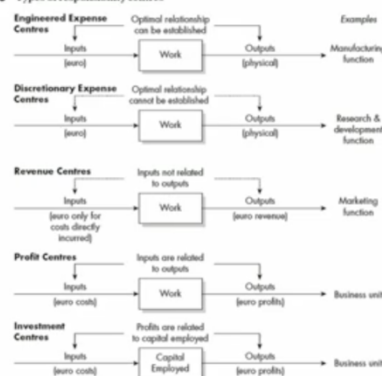 Engineered Expense Centres
Optimal relationship can be established
Examples
Inputs
(euro)
Work
Outputs
(physical)
Manufacturing function
Discretionary Expense Centres
Optimal relationship cannot be established
Inputs
(euro)
Work
Outputs
(physical)
Research & development function
Revenue Centres
Inputs not related to outputs
Inputs
(euro only for costs directly incurred)
Work
Outputs
(euro revenue)
Marketing function
Profit Centres
Inputs are related to outputs
Inputs
(euro costs)
Work
Outputs
(euro profits)
Business unit
Investment Centres
Profits are related to capital employed
Inputs
(euro costs)
Capital Employed
Outputs
(euro profits)
Business unit